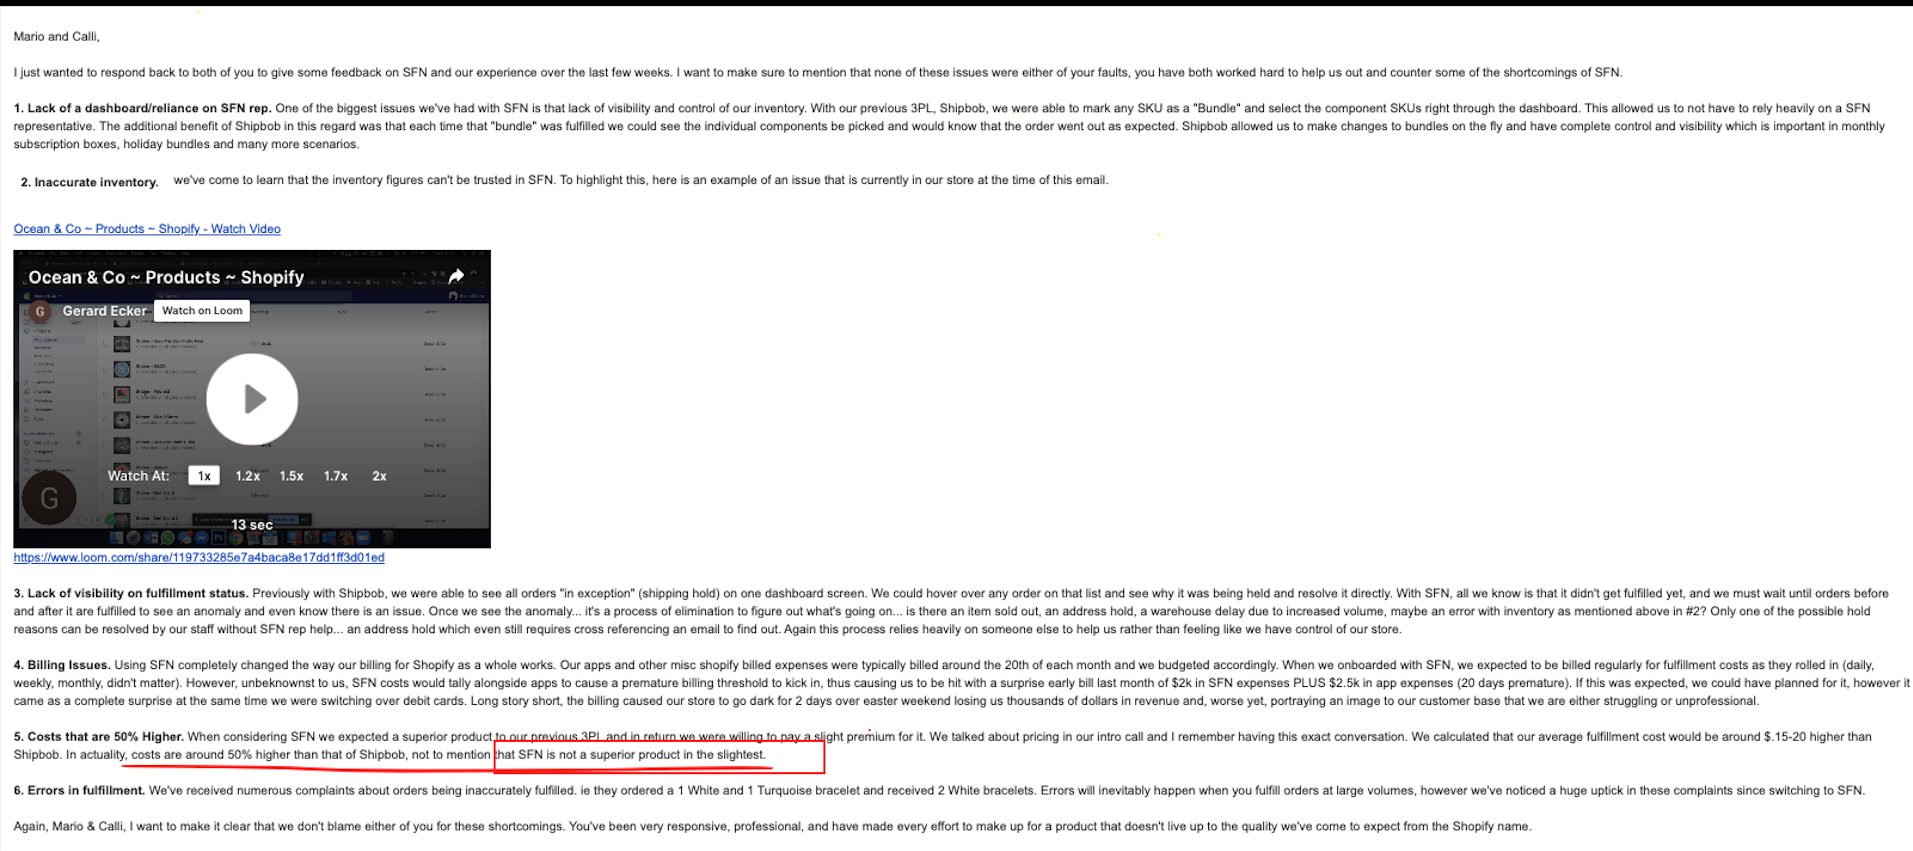 Mario and Calli,
I just wanted to respond back to both of you to give some feedback on SFN and our experience over the last few weeks. I want to make sure to mention that none of these issues were either of your faults, you have both worked hard to help us out and counter some of the shortcomings of SFN.
1. Lack of a dashboard/reliance on SFN rep. One of the biggest issues we've had with SFN is that lack of visibility and control of our inventory. With our previous 3PL, Shipbob, we were able to mark any SKU as a "Bundle" and select the component SKUs right through the dashboard. This allowed us to not have to rely heavily on a SFN
representative. The additional benefit of Shipbob in this regard was that each time that "bundle" was fulfilled we could see the individual components be picked and would know that the order went out as expected. Shipbob allowed us to make changes to bundles on the fly and have complete control and visibility which is important in monthly
subscription boxes, holiday bundles and many more scenarios.
2. Inaccurate inventory. we've come to learn that the inventory figures can't be trusted in SFN. To highlight this, here is an example of an issue that is currently in our store at the time of this email.
Ocean & Co ~ Products ~ Shopify - Watch Video
Ocean & Co ~ Products ~ Shopify
G Gerard Ecker Watch on Loom
Watch At: 1x 1.2x 1.5x 1.7x 2x
G
13 sec
https://www.loom.com/share/119733285e7a4baca8e17dd1ff3d01ed
3. Lack of visibility on fulfillment status. Previously with Shipbob, we were able to see all orders "in exception" (shipping hold) on one dashboard screen. We could hover over any order on that list and see why it was being held and resolve it directly. With SFN, all we know is that it didn't get fulfilled yet, and we must wait until orders before
and after it are fulfilled to see an anomaly and even know there is an issue. Once we see the anomaly... it's a process of elimination to figure out what's going on... is there an item sold out, an address hold, a warehouse delay due to increased volume, maybe an error with inventory as mentioned above in #2? Only one of the possible hold
reasons can be resolved by our staff without SFN rep help... an address hold which even still requires cross referencing an email to find out. Again this process relies heavily on someone else to help us rather than feeling like we have control of our store.
4. Billing Issues. Using SFN completely changed the way our billing for Shopify as a whole works. Our apps and other misc shopify billed expenses were typically billed around the 20th of each month and we budgeted accordingly. When we onboarded with SFN, we expected to be billed regularly for fulfillment costs as they rolled in (daily,
weekly, monthly, didn't matter). However, unbeknownst to us, SFN costs would tally alongside apps to cause a premature billing threshold to kick in, thus causing us to be hit with a surprise early bill last month of $2k in SFN expenses PLUS $2.5k in app expenses (20 days premature). If this was expected, we could have planned for it, however it
came as a complete surprise at the same time we were switching over debit cards. Long story short, the billing caused our store to go dark for 2 days over easter weekend losing us thousands of dollars in revenue and, worse yet, portraying an image to our customer base that we are either struggling or unprofessional.
5. Costs that are 50% Higher. When considering SFN we expected a superior product to our previous 3PL and in return we were willing to pay a slight premium for it. We talked about pricing in our intro call and I remember having this exact conversation. We calculated that our average fulfillment cost would be around $.15-20 higher than
Shipbob. In actuality, costs are around 50% higher than that of Shipbob, not to mention that SFN is not a superior product in the slightest.
6. Errors in fulfillment. We've received numerous complaints about orders being inaccurately fulfilled. ie they ordered a 1 White and 1 Turquoise bracelet and received 2 White bracelets. Errors will inevitably happen when you fulfill orders at large volumes, however we've noticed a huge uptick in these complaints since switching to SFN.
Again, Mario & Calli, I want to make it clear that we don't blame either of you for these shortcomings. You've been very responsive, professional, and have made every effort to make up for a product that doesn't live up to the quality we've come to expect from the Shopify name.